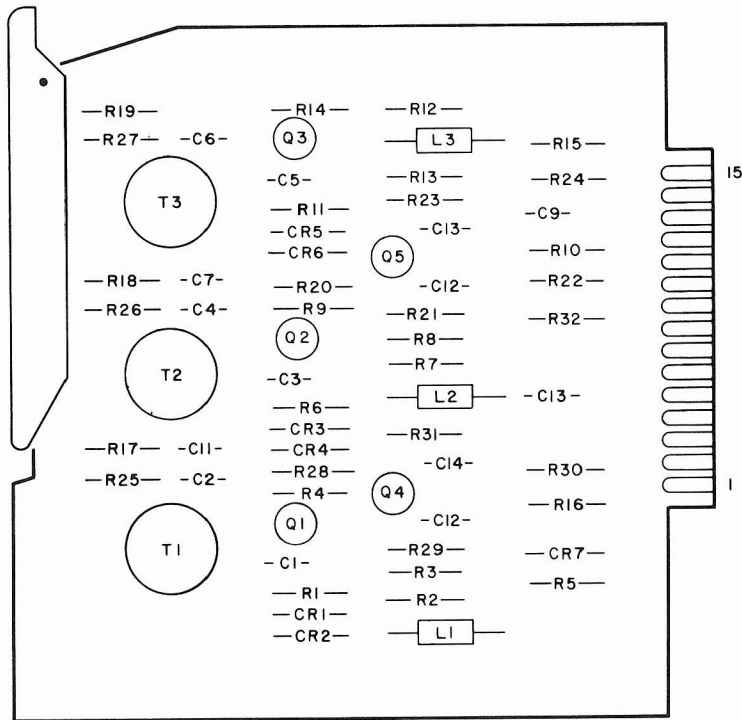 R19 R14 R12
R27 C6 Q3 L3 R15
T3 C5 R13 R24 15
R11 R23 C9
CR5 C13
CR6 Q5 R10
R18 C7 R20 C12 R22
R26 C4 R9 R21 R32
Q2 R8
T2 C3 R7
R6 L2 C13
CR3 R31
R17 C11 CR4 C14
R25 C2 R28 R30 1
R4 Q4 R16
Q1 C12
T1 C1 R29 CR7
R3 R5
R1 R2
CR1
CR2 L1